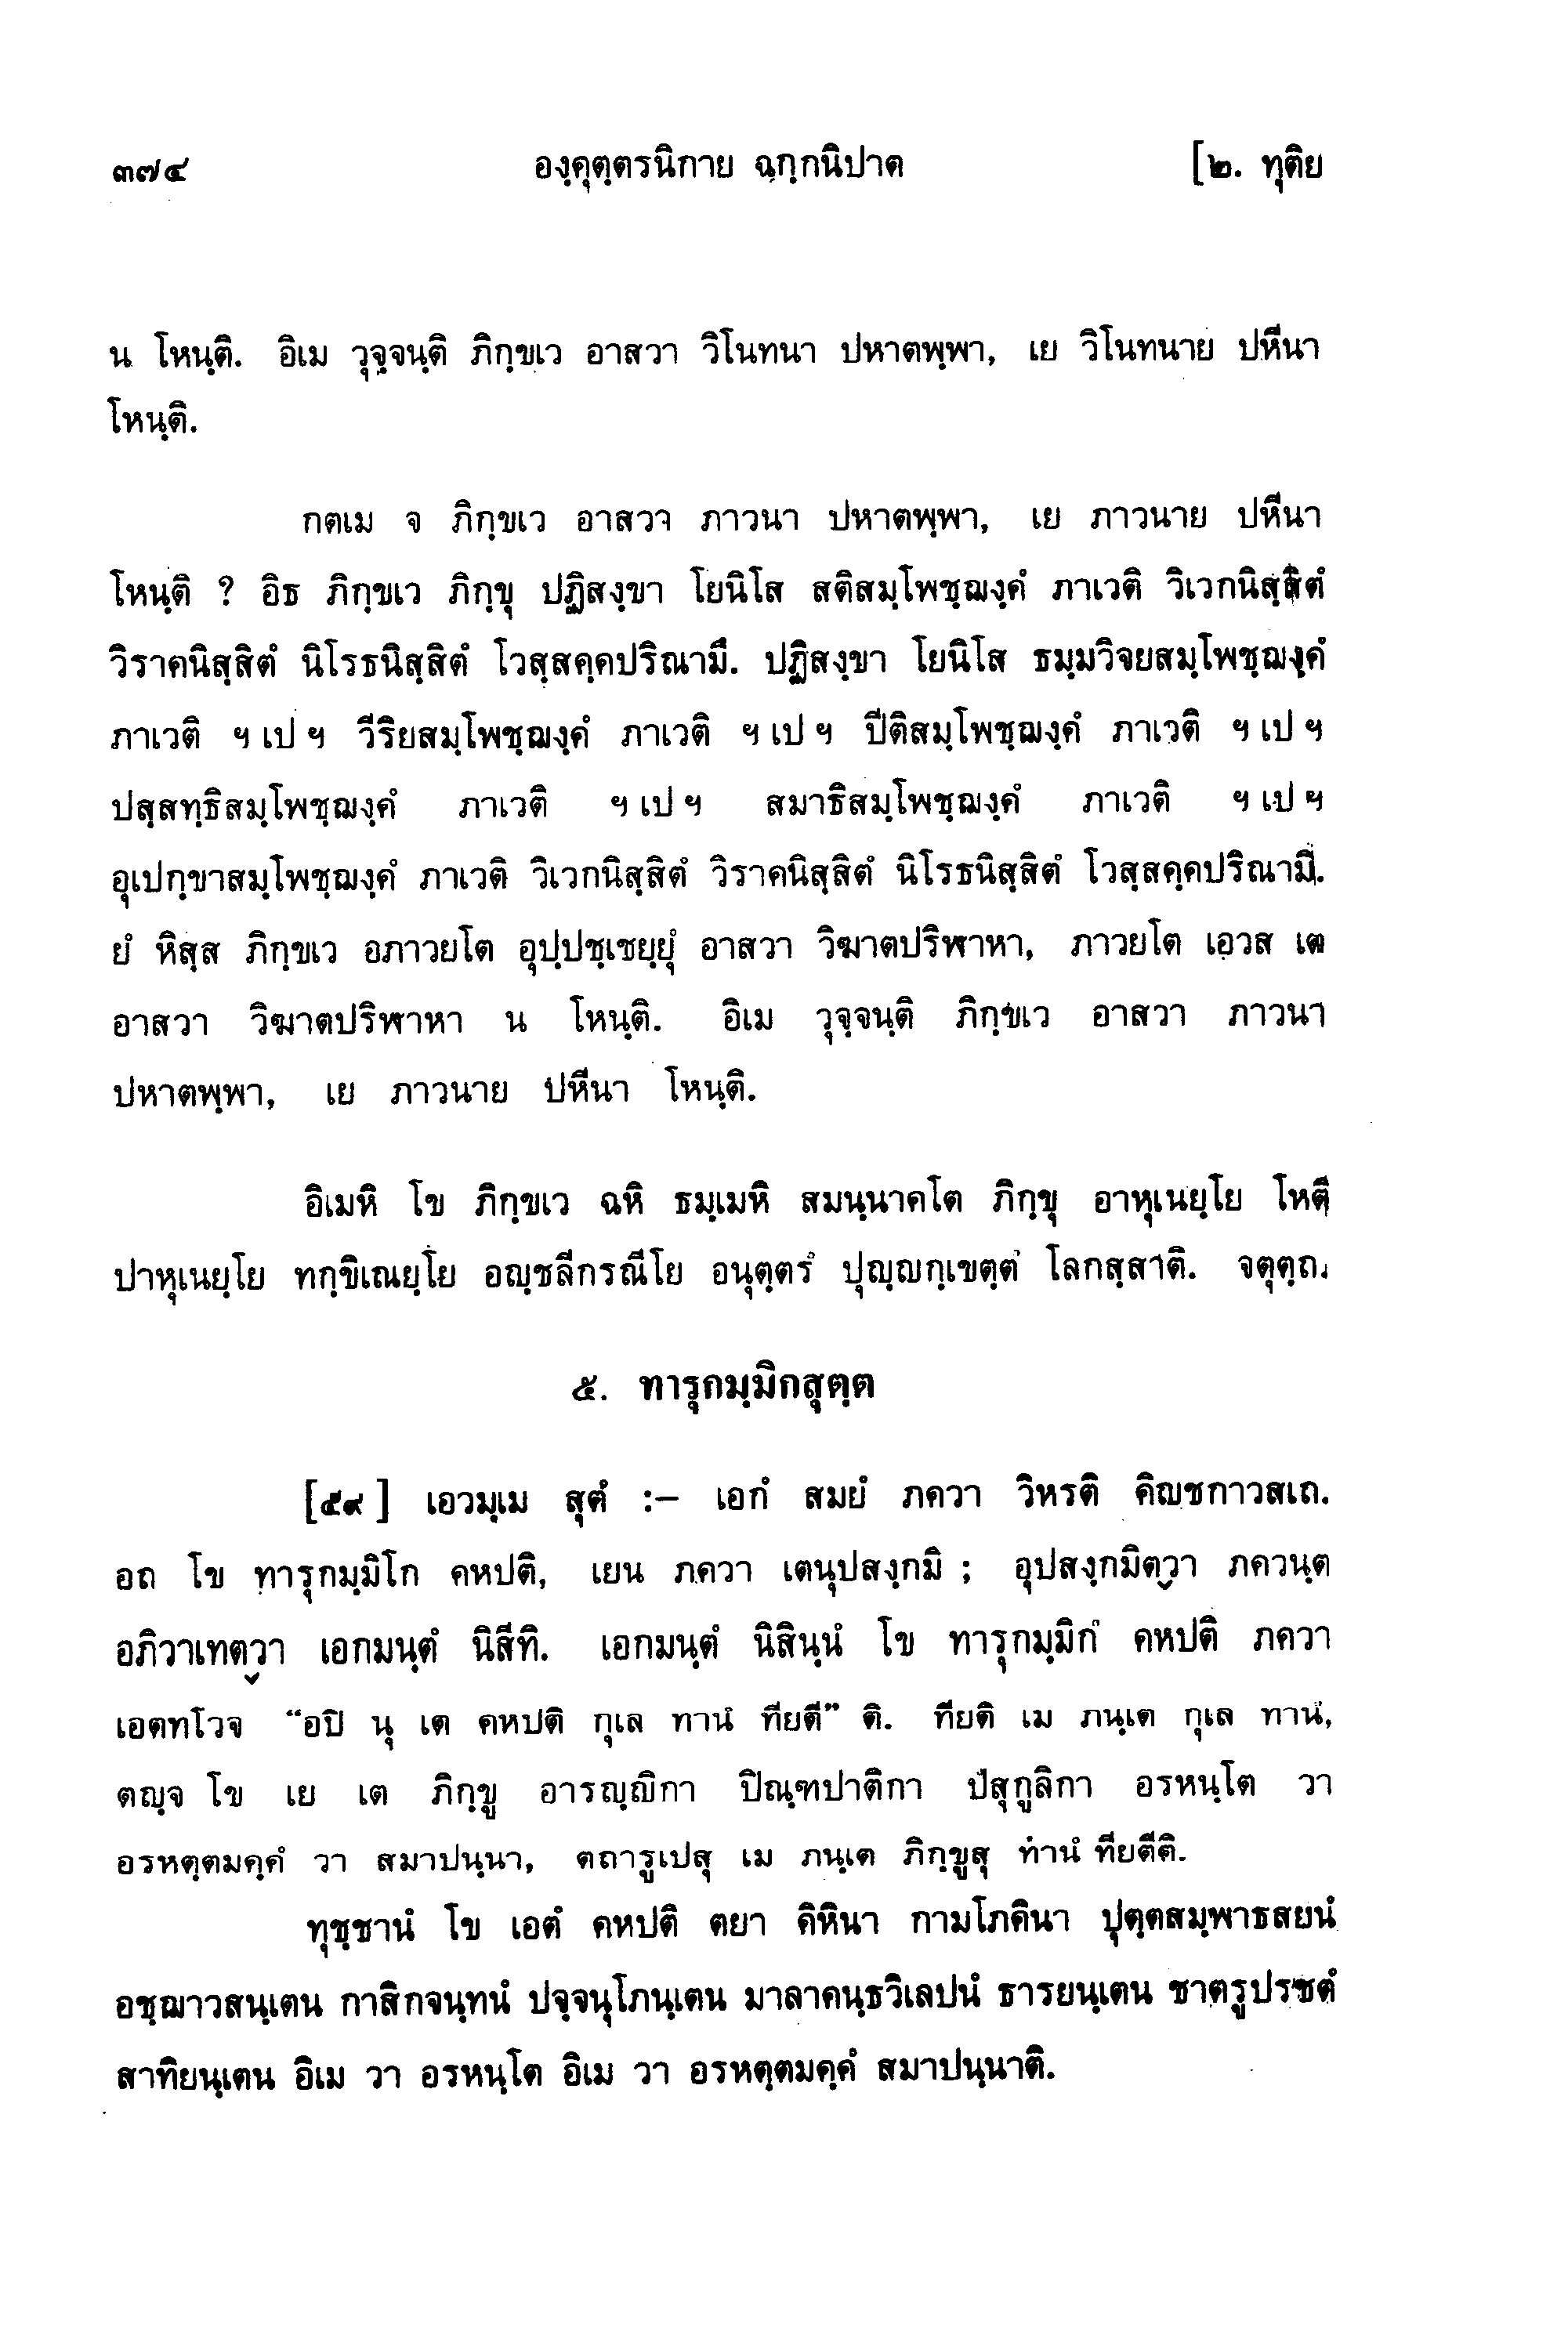 ๓๗๔ องฺคุตฺตรนิกาย ฉกฺกนิปาต [๒. ทุติย
น โหนฺติ. อิเม วุจฺจนฺติ ภิกฺขเว อาสวา วิโนทนา ปหาตพฺพา, เย วิโนทนาย ปหีนา
โหนฺติ.
กตเม จ ภิกฺขเว อาสวา ภาวนา ปหาตพฺพา, เย ภาวนาย ปหีนา
โหนฺติ ? อิธ ภิกฺขเว ภิกฺขุ ปฏิสงฺขา โยนิโส สติสมฺโพชฺฌงฺคํ ภาเวติ วิเวกนิสฺสิตํ
วิราคนิสฺสิตํ นิโรธนิสฺสิตํ โวสฺสคฺคปริณามึ. ปฏิสงฺขา โยนิโส ธมฺมวิจยสมฺโพชฺฌงฺคํ
ภาเวติ ฯ เป ฯ วีริยสมฺโพชฺฌงฺคํ ภาเวติ ฯ เป ฯ ปีติสมฺโพชฺฌงฺคํ ภาเวติ ฯ เป ฯ
ปสฺสทฺธิสมฺโพชฺฌงฺคํ ภาเวติ ฯ เป ฯ สมาธิสมฺโพชฺฌงฺคํ ภาเวติ ฯ เป ฯ
อุเปกฺขาสมฺโพชฺฌงฺคํ ภาเวติ วิเวกนิสฺสิตํ วิราคนิสฺสิตํ นิโรธนิสฺสิตํ โวสฺสคฺคปริณามึ.
ยํ หิสฺส ภิกฺขเว อภาวยโต อุปฺปชฺเชยฺยุํ อาสวา วิฆาตปริฬาหา, ภาวยโต เอวส เต
อาสวา วิฆาตปริฬาหา น โหนฺติ. อิเม วุจฺจนฺติ ภิกฺขเว อาสวา ภาวนา
ปหาตพฺพา, เย ภาวนาย ปหีนา โหนฺติ.
อิเมหิ โข ภิกฺขเว ฉหิ ธมฺเมหิ สมนฺนาคโต ภิกฺขุ อาหุเนยฺโย โหติ
ปาหุเนยฺโย ทกฺขิเณยฺโย อญฺชลีกรณีโย อนุตฺตรํ ปุญฺญกฺเขตฺตํ โลกสฺสาติ. จตุตฺถ.
๕. ทารุกมฺมิกสุตฺต
[๕๙] เอวมฺเม สุตํ :– เอกํ สมยํ ภควา วิหรติ คิญชกาวสเถ.
อถ โข ทารุกมฺมิโก คหปติ, เยน ภควา เตนุปสงฺกมิ ; อุปสงฺกมิตฺวา ภควนฺต
อภิวาเทตฺวา เอกมนฺตํ นิสีทิ. เอกมนฺตํ นิสินฺนํ โข ทารุกมฺมิกํ คหปติ ภควา
เอตทโวจ “อปิ นุ เต คหปติ กุเล ทานํ ทียตี” ติ. ทียติ เม ภนฺเต กุเล ทานํ,
ตญฺจ โข เย เต ภิกฺขู อารญฺญิกา ปิณฺฑปาติกา ปํสุกูลิกา อรหนฺโต วา
อรหตฺตมคฺคํ วา สมาปนฺนา, ตถารูเปสุ เม ภนฺเต ภิกฺขูสุ ทานํ ทียตีติ.
ทุชฺชานํ โข เอตํ คหปติ ตยา คิหินา กามโภคินา ปุตฺตสมฺพาธสยนํ
อชฺฌาวสนฺเตน กาสิกจนฺทนํ ปจฺจนุโภนฺเตน มาลาคนฺธวิเลปนํ ธารยนฺเตน ชาตรูปรชตํ
สาทิยนฺเตน อิเม วา อรหนฺโต อิเม วา อรหตฺตมคฺคํ สมาปนฺนาติ.